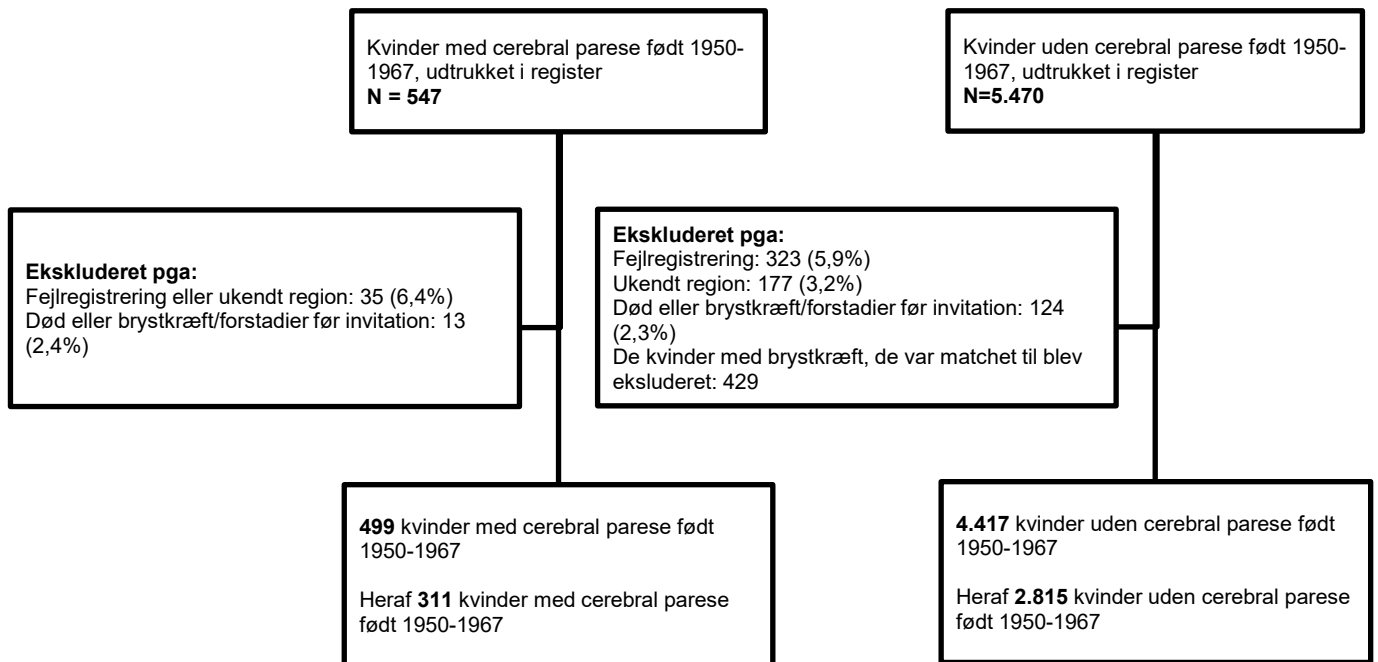 Kvinder med cerebral parese født 1950-
1967, udtrukket i register
N = 547
Kvinder uden cerebral parese født 1950-
1967, udtrukket i register
N=5.470
Ekskluderet pga:
Fejlregistrering eller ukendt region: 35 (6,4%)
Død eller brystkræft/forstadier før invitation: 13
(2,4%)
Ekskluderet pga:
Fejlregistrering: 323 (5,9%)
Ukendt region: 177 (3,2%)
Død eller brystkræft/forstadier før invitation: 124
(2,3%)
De kvinder med brystkræft, de var matchet til blev
eksluderet: 429
499 kvinder med cerebral parese født
1950-1967
Heraf 311 kvinder med cerebral parese
født 1950-1967
4.417 kvinder uden cerebral parese født
1950-1967
Heraf 2.815 kvinder uden cerebral parese
født 1950-1967